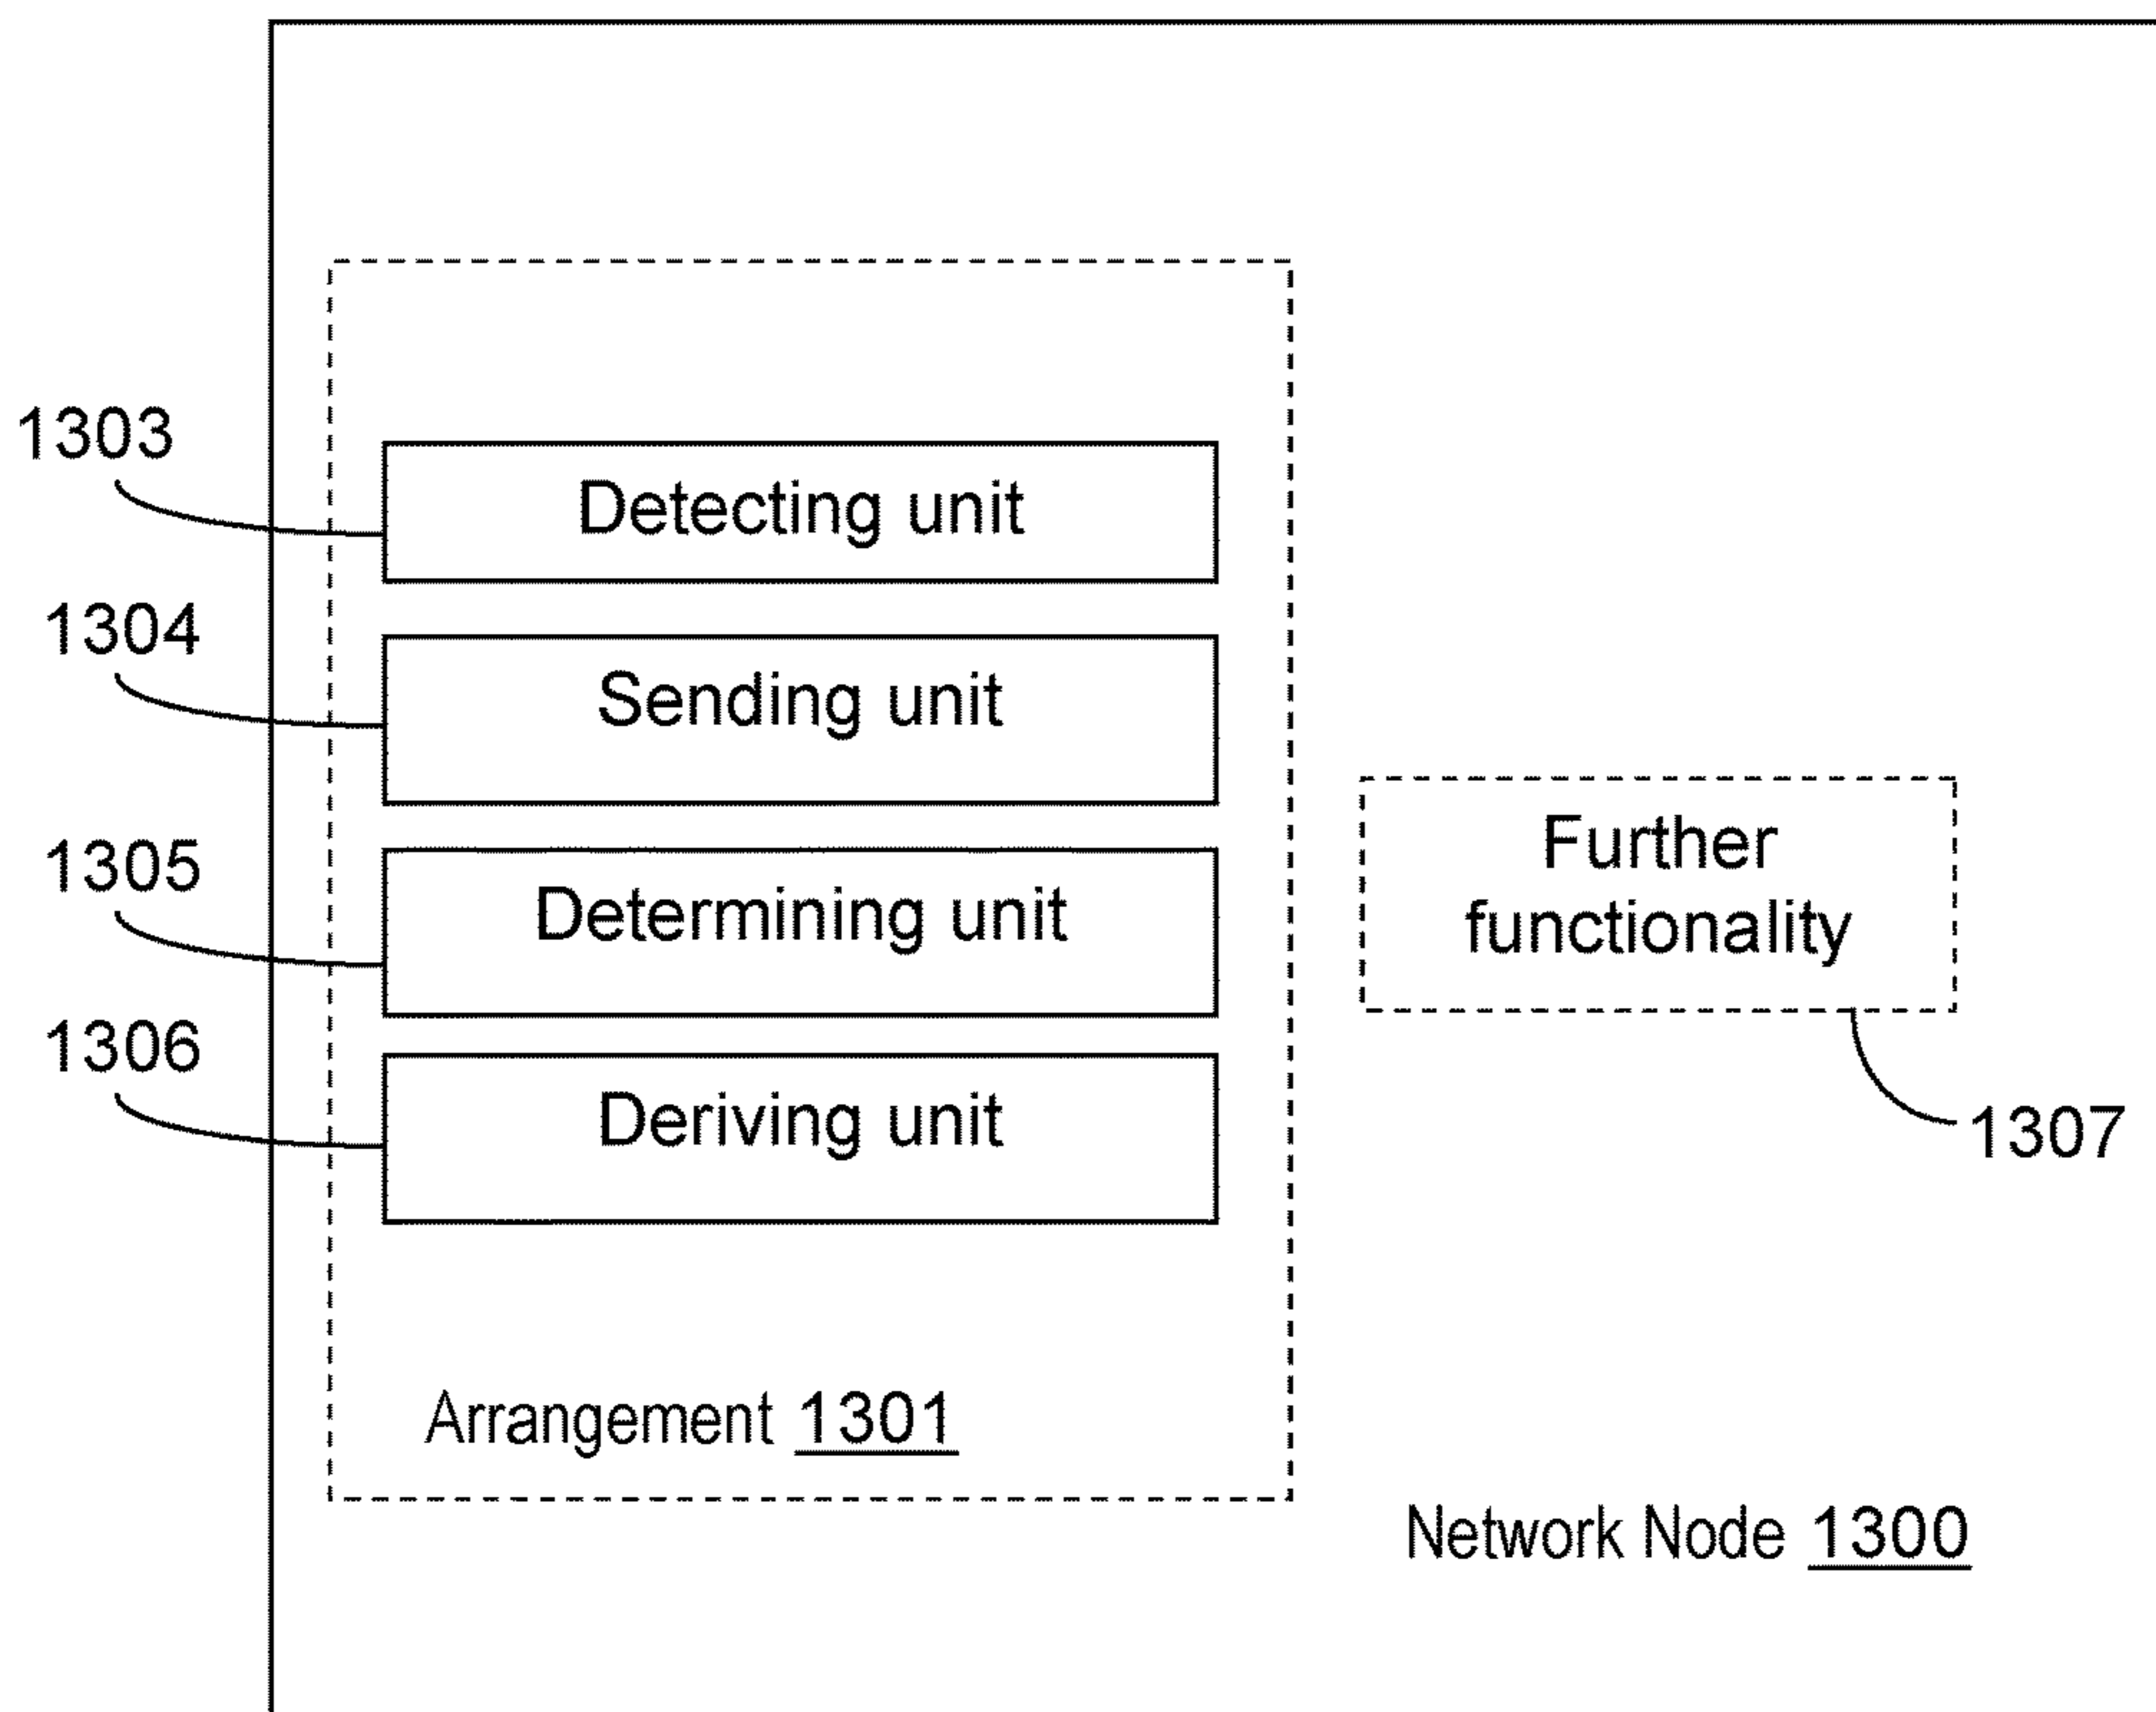 1303
Detecting unit
1304
Sending unit
1305
Determining unit
1306
Deriving unit
Further
functionality
1307
Arrangement 1301
Network Node 1300